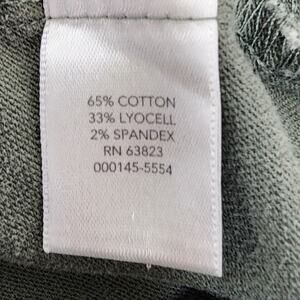 65% COTTON
33% LYOCELL
2% SPANDEX
RN 63823
000145-5554